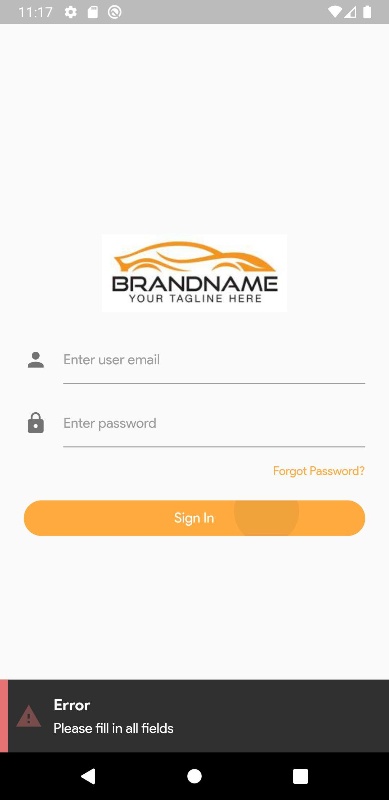 11:17
BRANDNAME
YOUR TAGLINE HERE
Enter user email
Enter password
Forgot Password?
Sign In
Error
Please fill in all fields